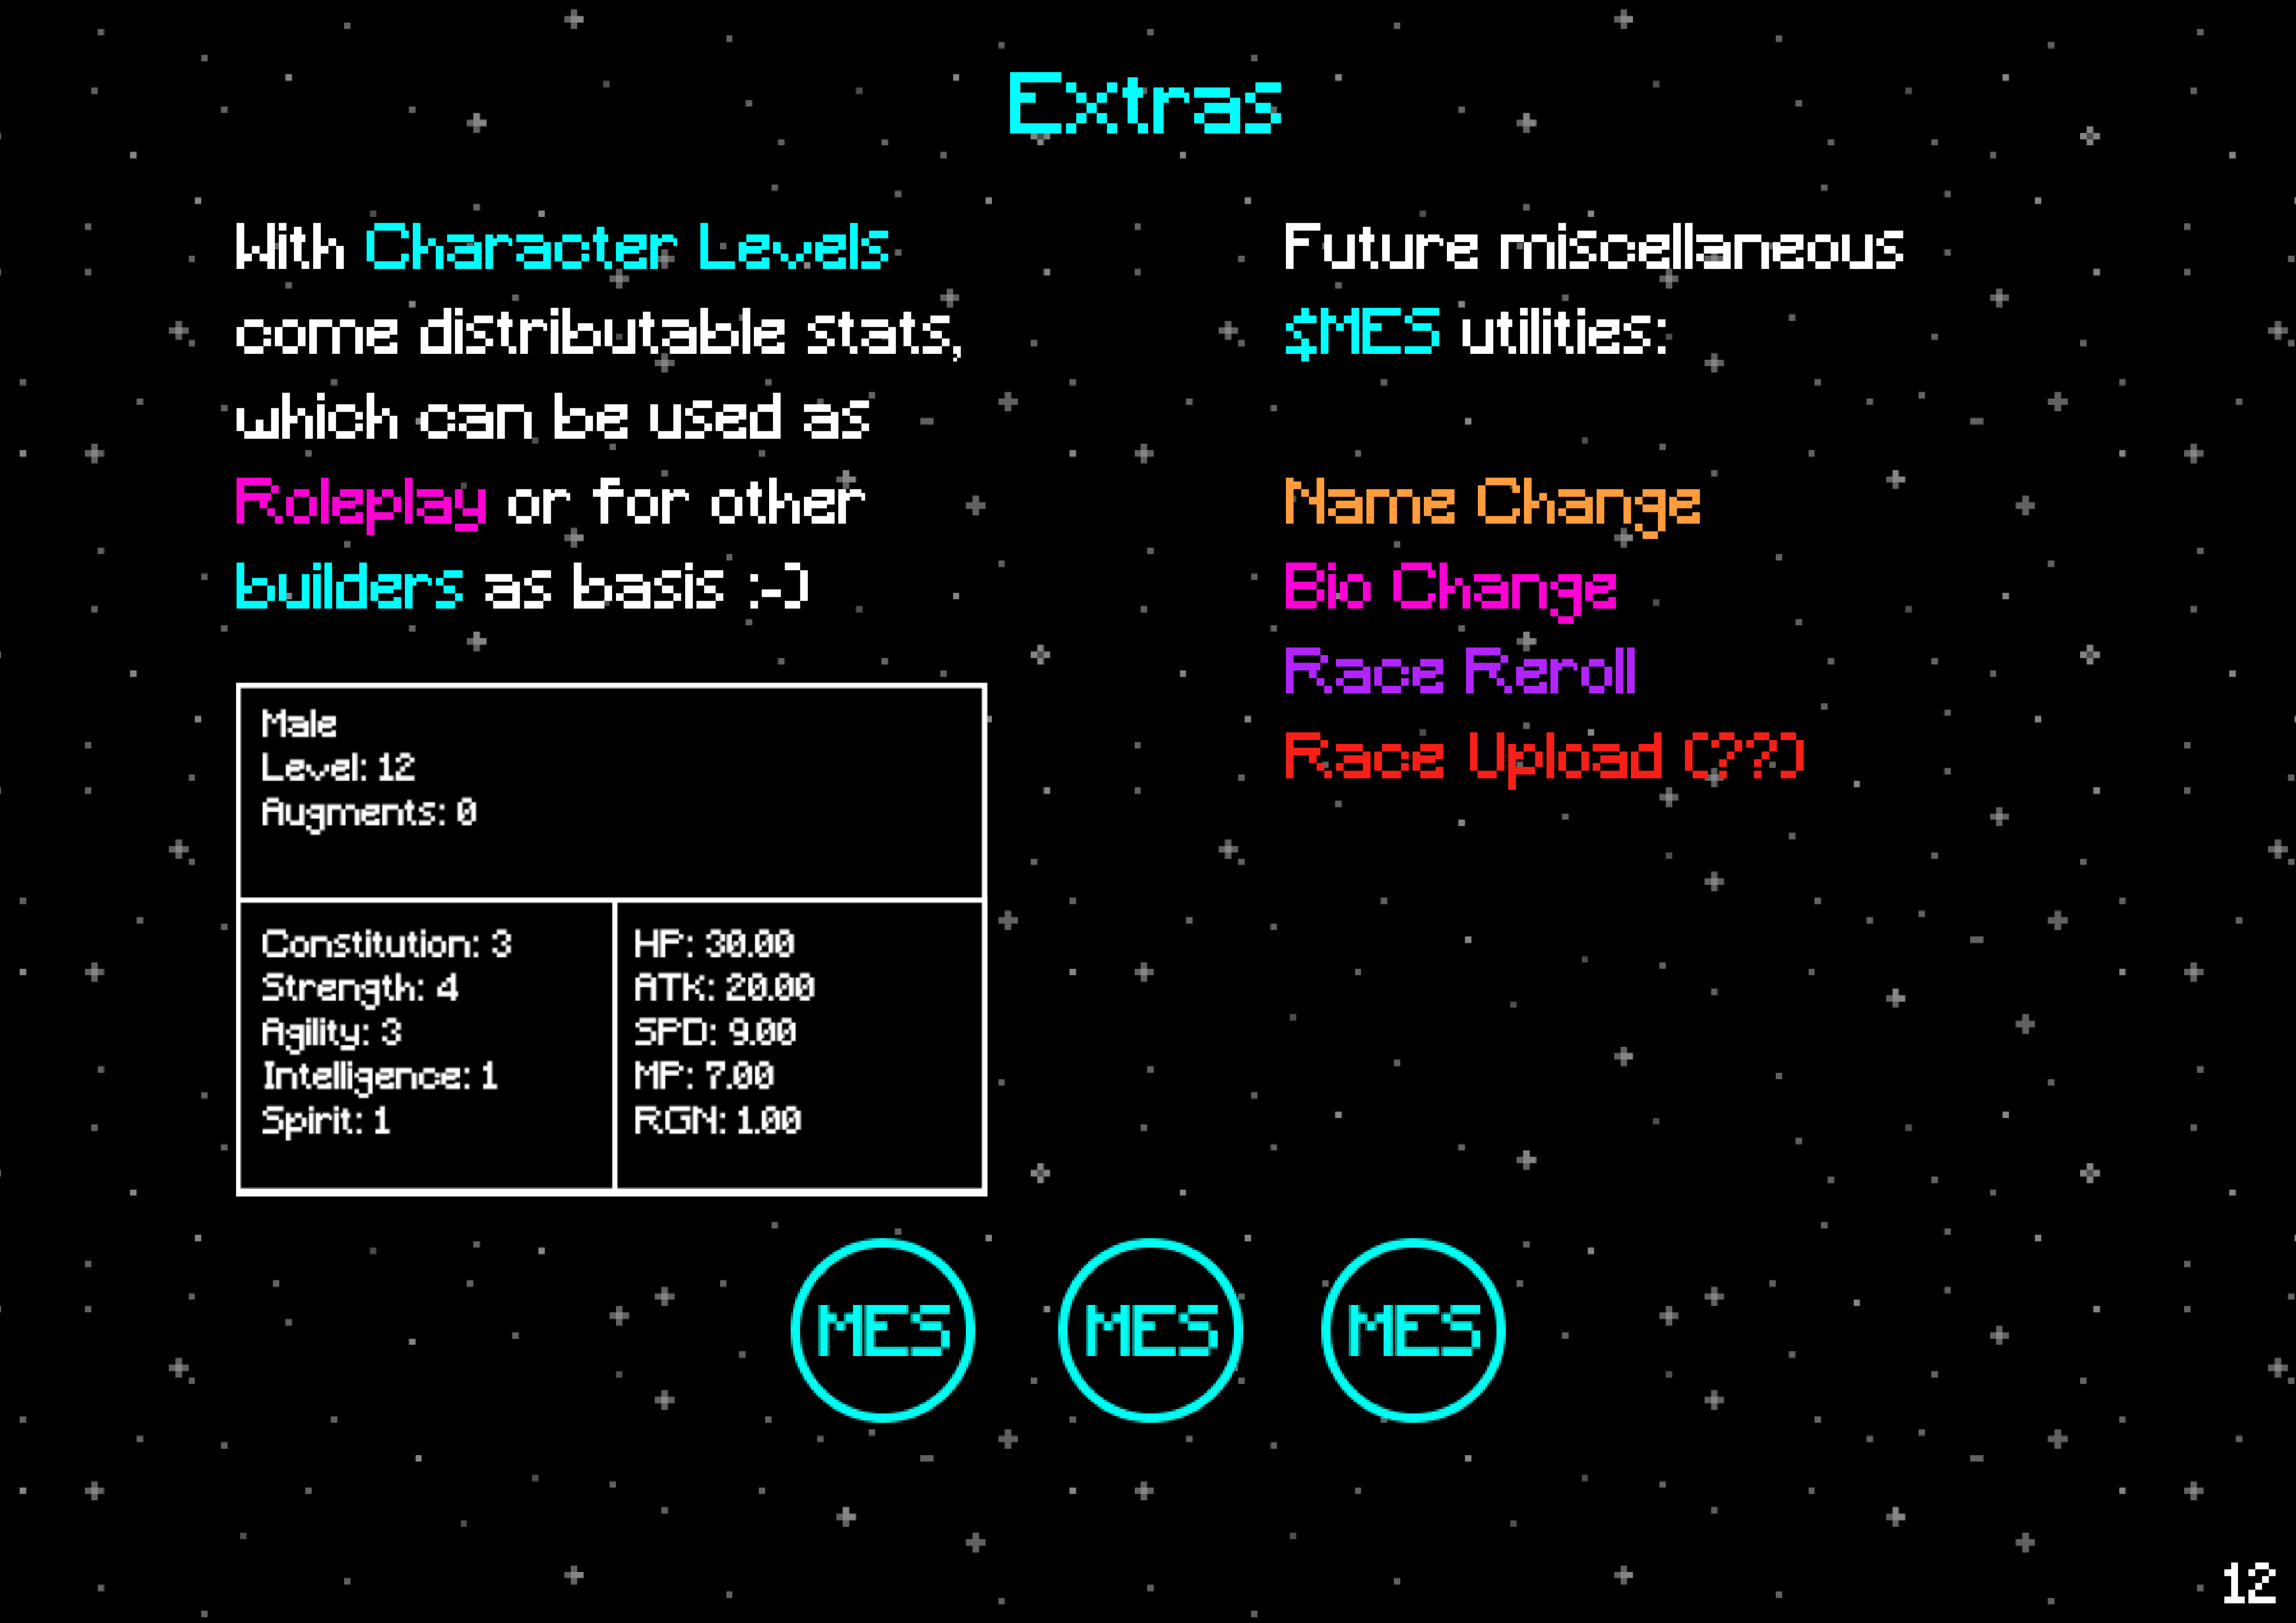 Extras
With Character Levels
come distributable stats,
which can be used as
Roleplay or for other
builders as basis :-)
Male
Level: 12
Augments: 0
Constitution: 3
Strength: 4
Agility: 3
Intelligence: 1
Spirit: 1
HP: 30.00
ATK: 20.00
SPD: 9.00
MP: 7.00
RGN: 1.00
Future miscellaneous
$MES utilities:
Name Change
Bio Change
Race Reroll
Race Upload (??)
MES
MES
MES
12